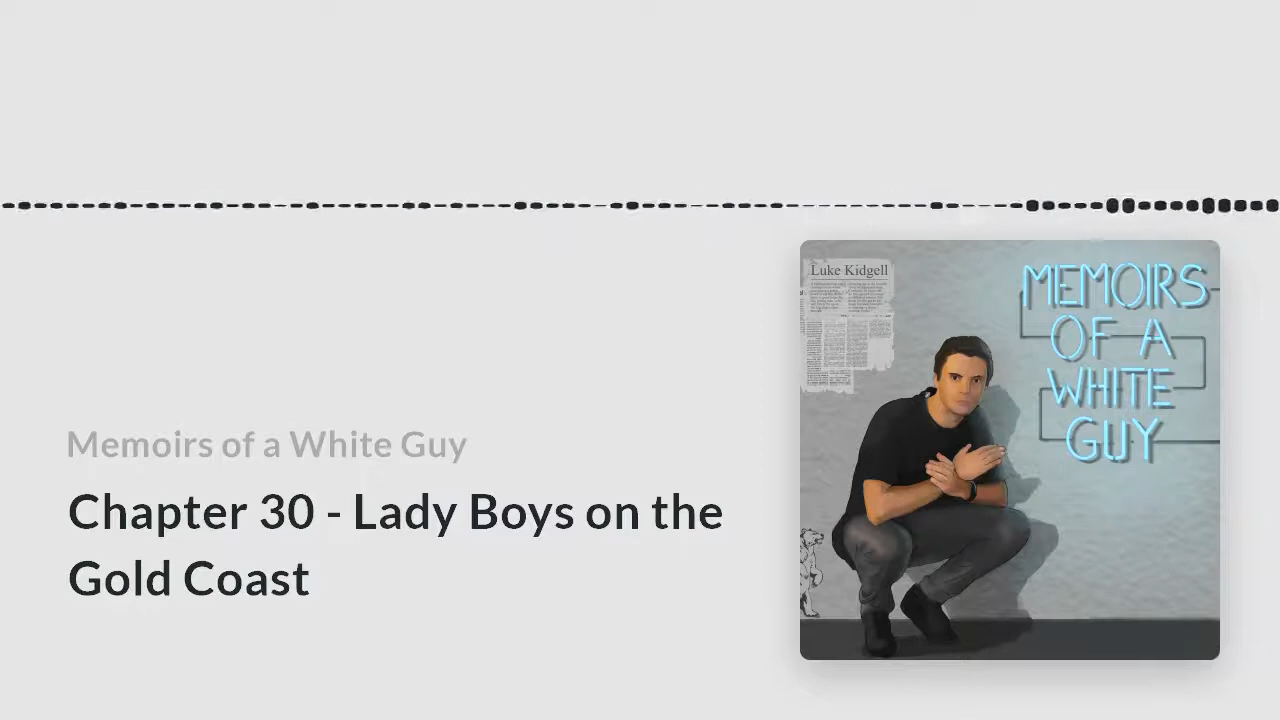 Memoirs of a White Guy
Chapter 30 - Lady Boys on the
Gold Coast
Luke Kidgell
MEMOIRS
OF A
WHITE
GUY